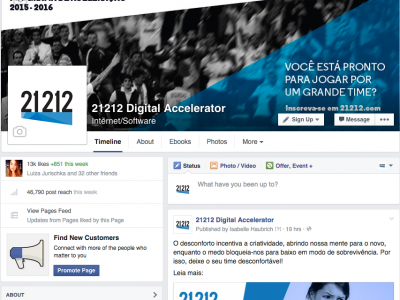 2015 - 2016
VOCÊ ESTÁ PRONTO
PARA JOGAR POR
UM GRANDE TIME?
Inscreva-se em 21212.com
21212
21212 Digital Accelerator
Internet/Software
Sign Up
Message
Timeline
About
Ebooks
Photos
More
13k likes +651 this week
Luiza Jurischka and 32 other friends
46,790 post reach this week
View Pages Feed
Updates from Pages liked by this Page
Find New Customers
Connect with more of the people who
matter to you
Promote Page
ABOUT
Status
Photo / Video
Offer, Event +
21212
What have you been up to?
21212
21212 Digital Accelerator
Published by Isabelle Haubrich [?] · 19 hrs ·
O desconforto incentiva a criatividade, abrindo nossa mente para o novo,
enquanto o medo bloqueia-nos para baixo em modo de sobrevivência. Por
isso, deixe o seu time desconfortável!
Leia mais:
21212